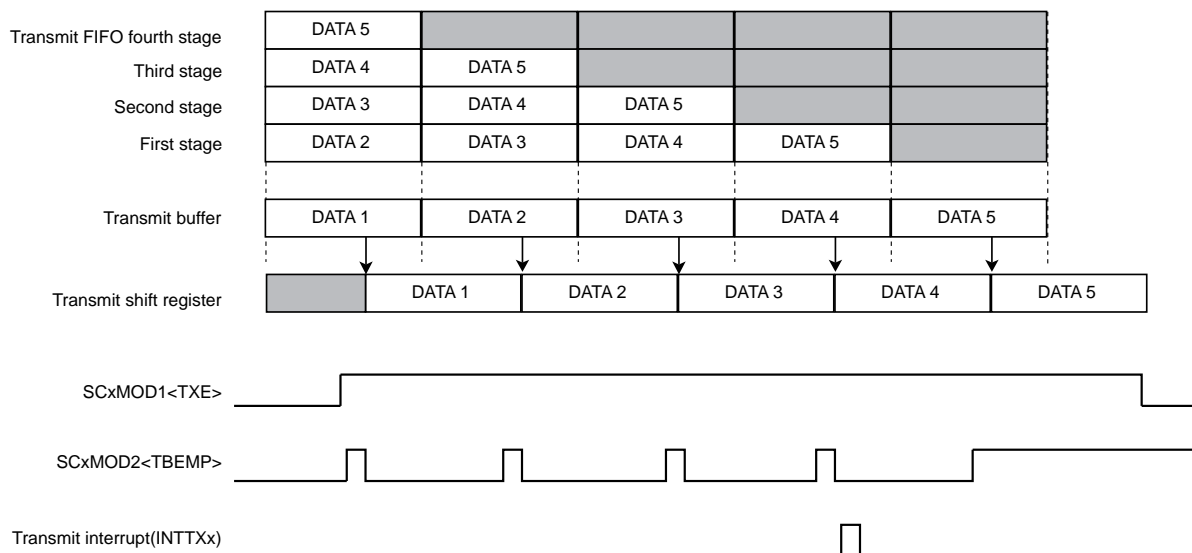 Transmit FIFO fourth stage DATA 5
Third stage DATA 4 DATA 5
Second stage DATA 3 DATA 4 DATA 5
First stage DATA 2 DATA 3 DATA 4 DATA 5
Transmit buffer DATA 1 DATA 2 DATA 3 DATA 4 DATA 5
Transmit shift register DATA 1 DATA 2 DATA 3 DATA 4 DATA 5
SCxMOD1<TXE>
SCxMOD2<TBEMP>
Transmit interrupt(INTTXx)